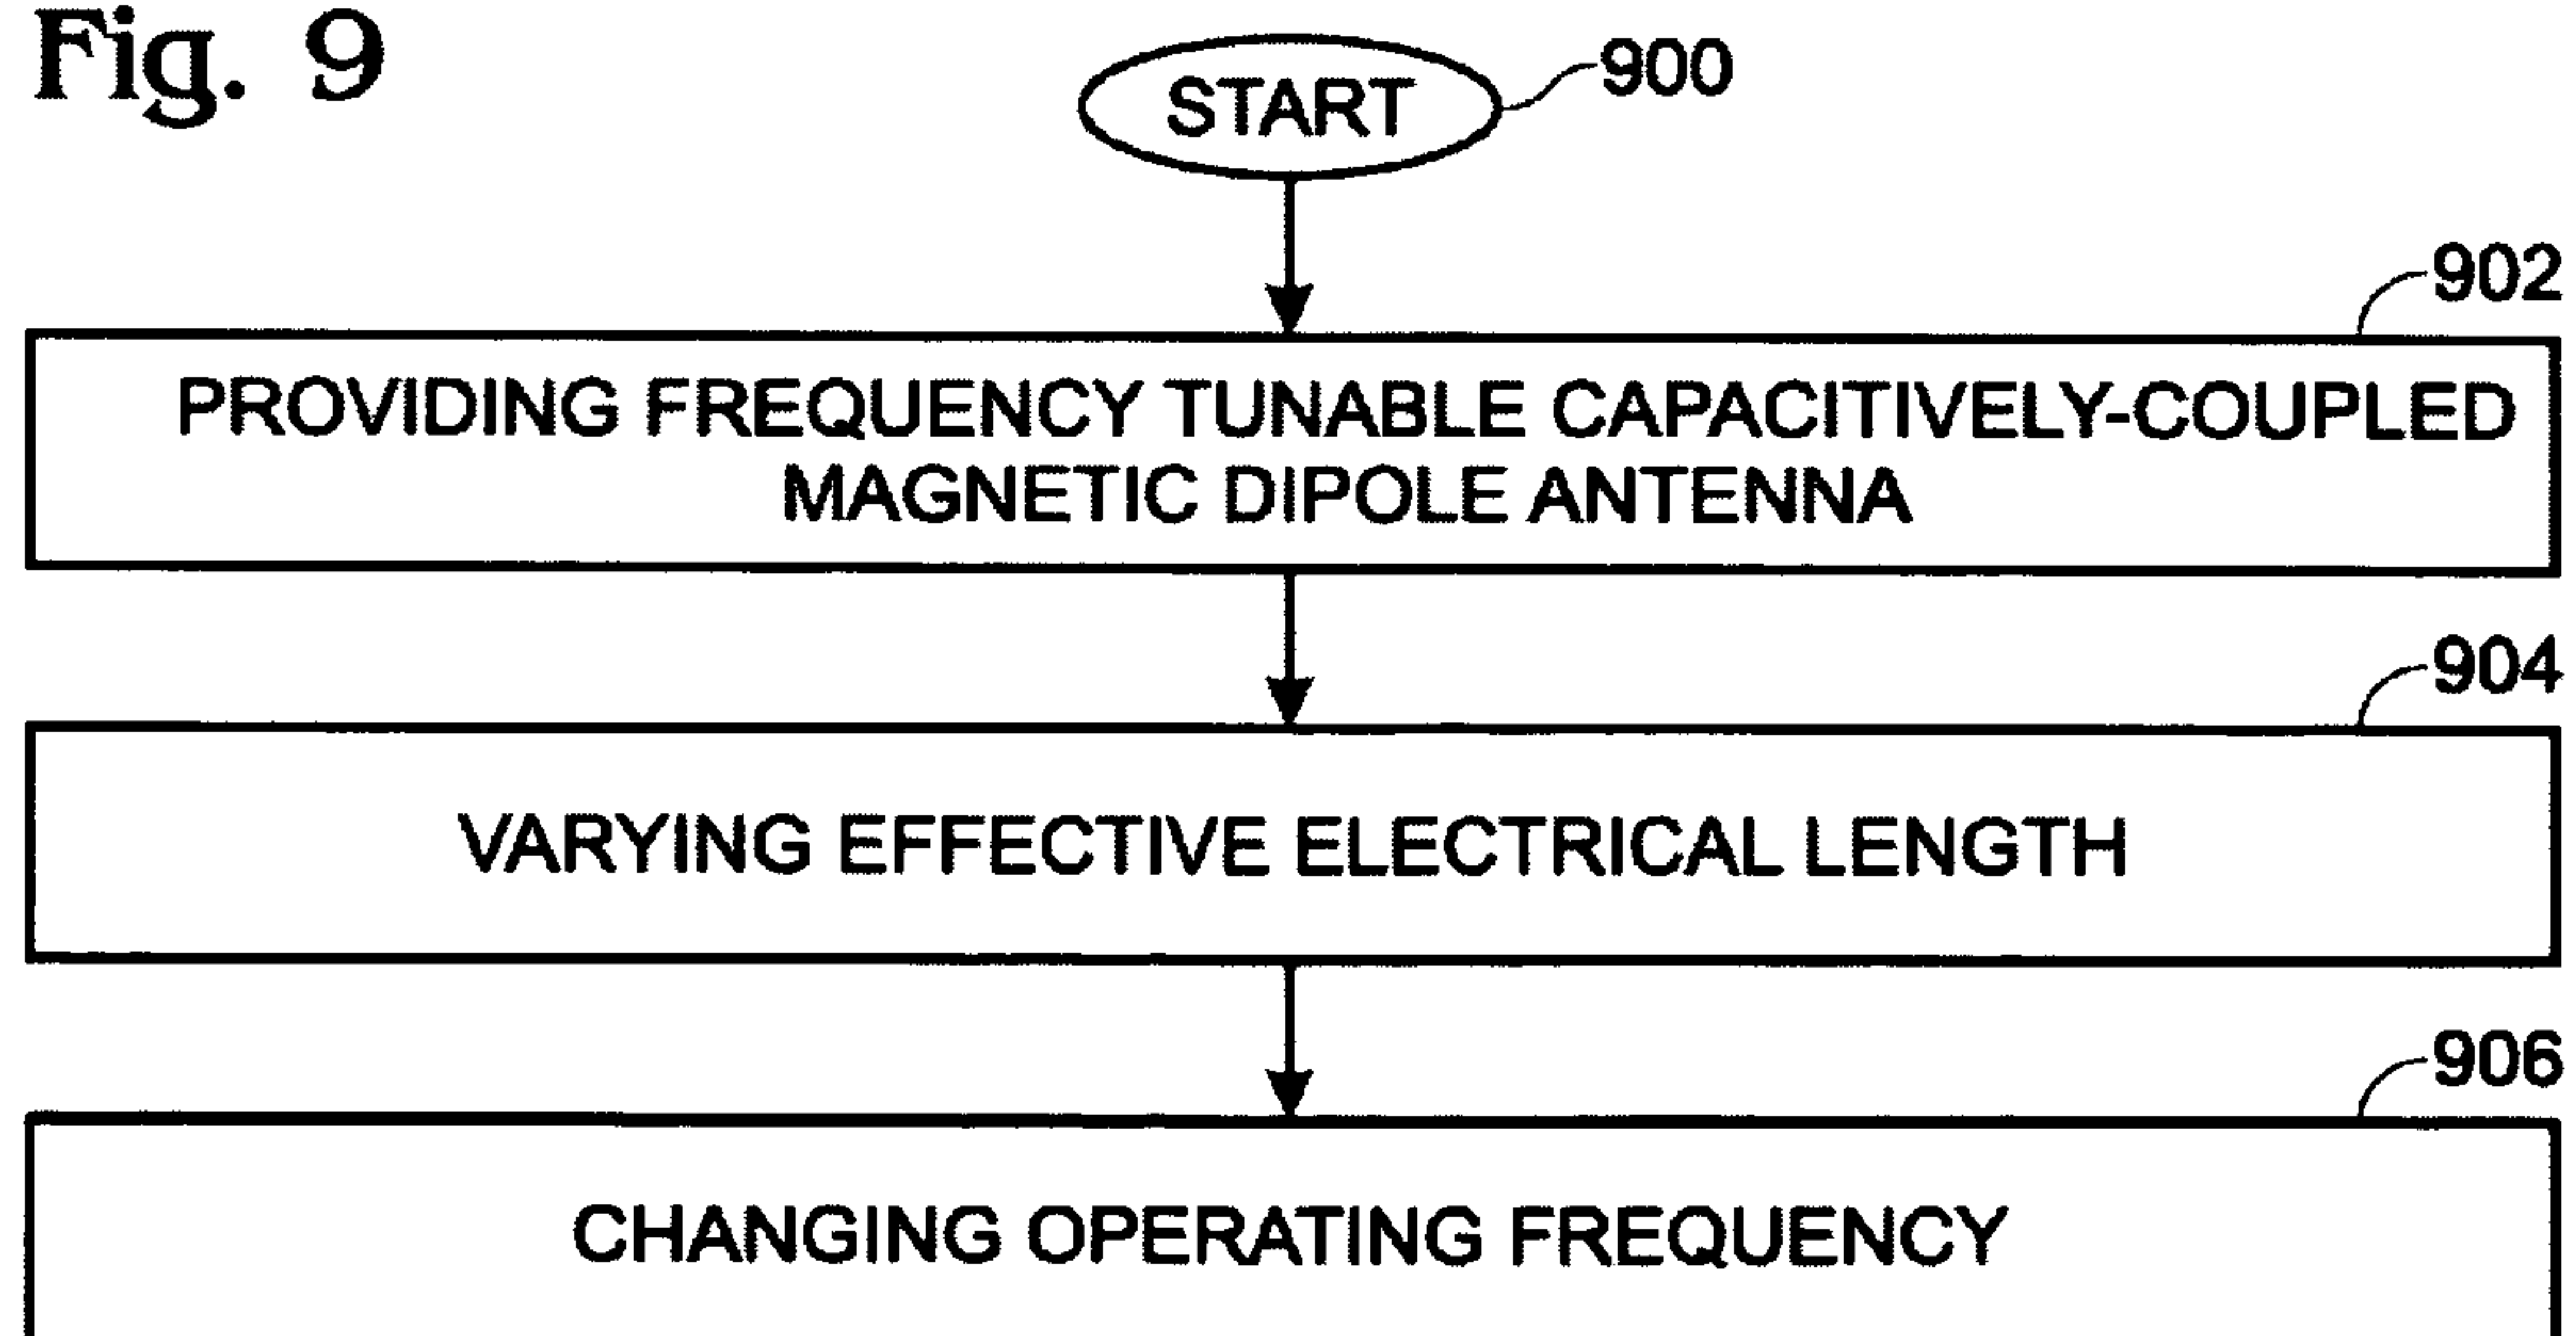 Fig. 9
START
900
902
PROVIDING FREQUENCY TUNABLE CAPACITIVELY-COUPLED
MAGNETIC DIPOLE ANTENNA
904
VARYING EFFECTIVE ELECTRICAL LENGTH
906
CHANGING OPERATING FREQUENCY